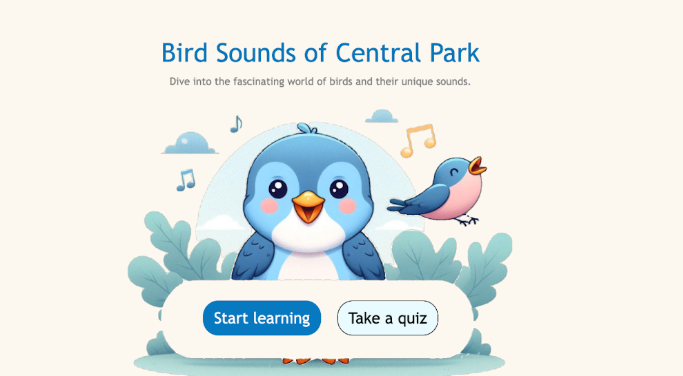 Bird Sounds of Central Park
Dive into the fascinating world of birds and their unique sounds.
Start learning
Take a quiz